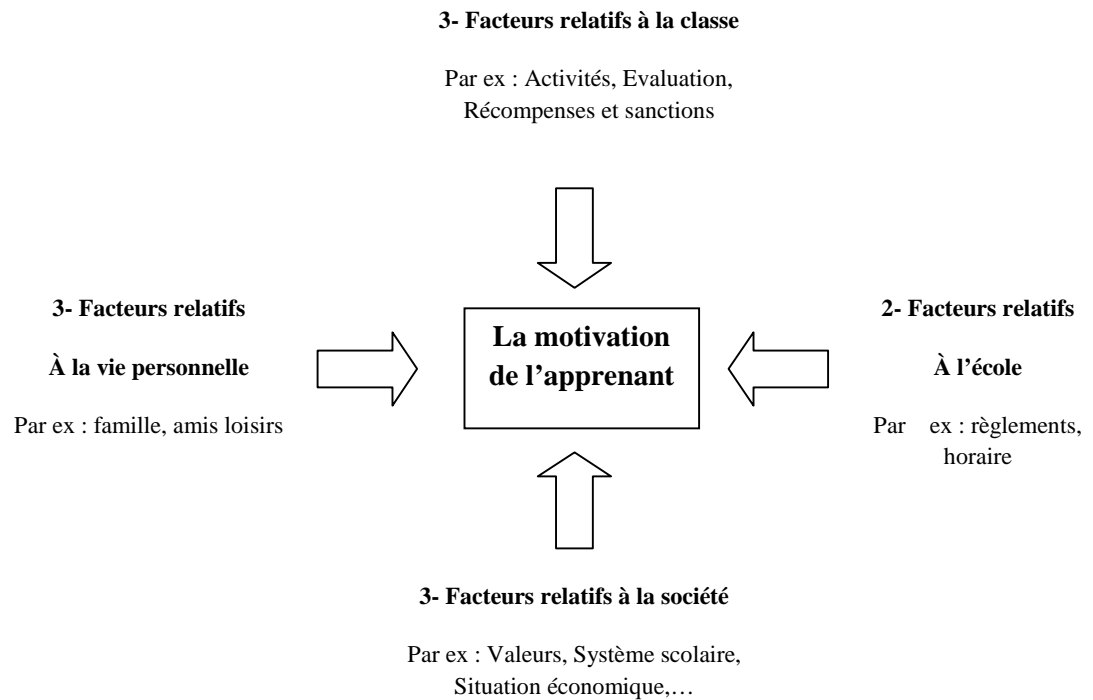 3- Facteurs relatifs à la classe
Par ex : Activités, Evaluation,
Récompenses et sanctions
3- Facteurs relatifs
À la vie personnelle
Par ex : famille, amis loisirs
La motivation
de l’apprenant
2- Facteurs relatifs
À l’école
Par ex : règlements,
horaire
3- Facteurs relatifs à la société
Par ex : Valeurs, Système scolaire,
Situation économique,…